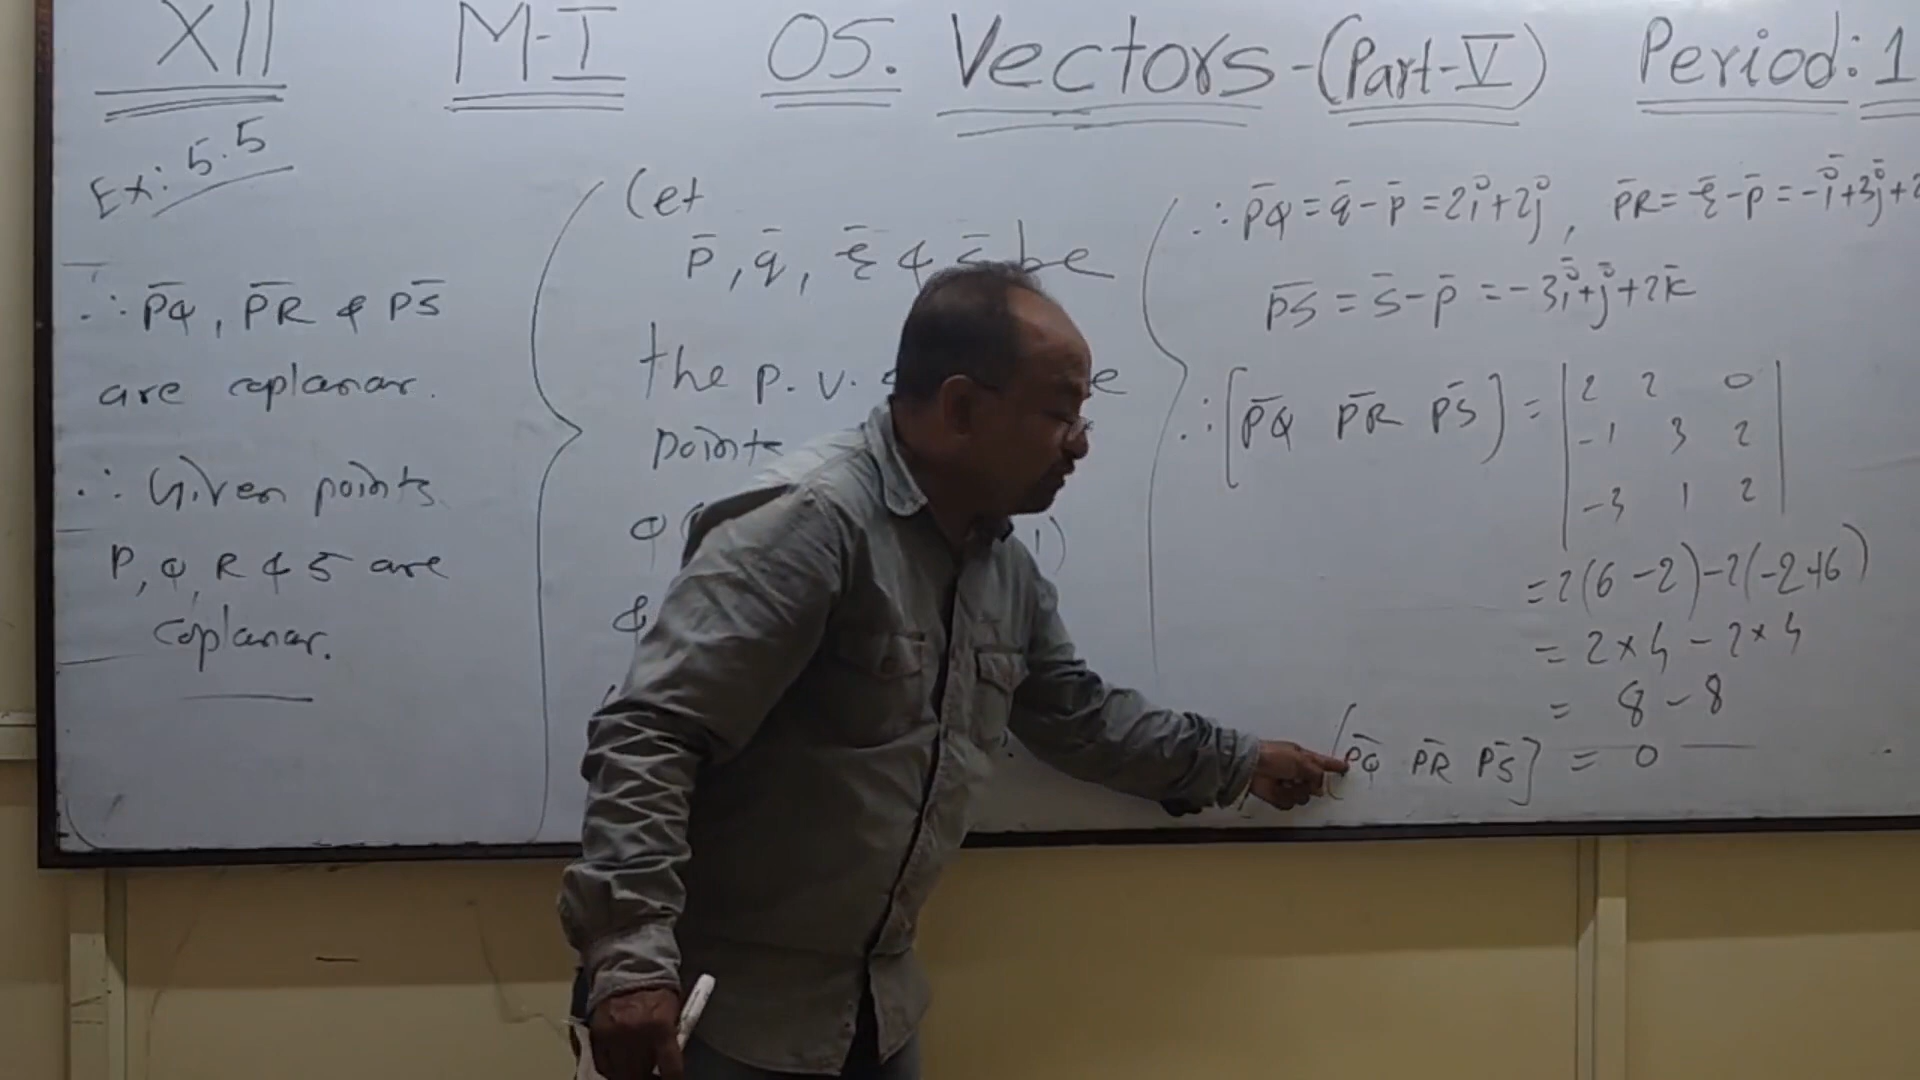 XII M-I 05. Vectors-(Part-V) Period: 1
Ex: 5.5
∴ P̄Q, P̄R & P̄S
are coplanar.
∴ Given points
P, Q, R & S are
coplanar.
Let
p̄, q̄, r̄ & s̄ be
the p.v.
points
Q (
1)
&
∴ P̄Q = q̄ - p̄ = 2i + 2j, P̄R = r̄ - p̄ = -i + 3j + 2
P̄S = s̄ - p̄ = -3i + j + 2k̄
∴ [P̄Q P̄R P̄S] = | 2 2 0 |
| -1 3 2 |
| -3 1 2 |
= 2(6 - 2) - 2(-2 + 6)
= 2 × 4 - 2 × 4
= 8 - 8
[P̄Q P̄R P̄S] = 0